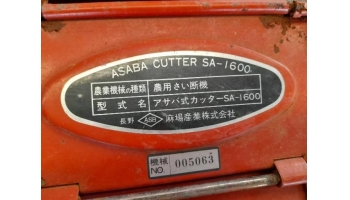 ASABA CUTTER SA-1600
農業機械の種類 農用さい断機
型式名 アサバ式カッターSA-1600
長野 ASB 麻場産業株式会社
機械 NO. 005063